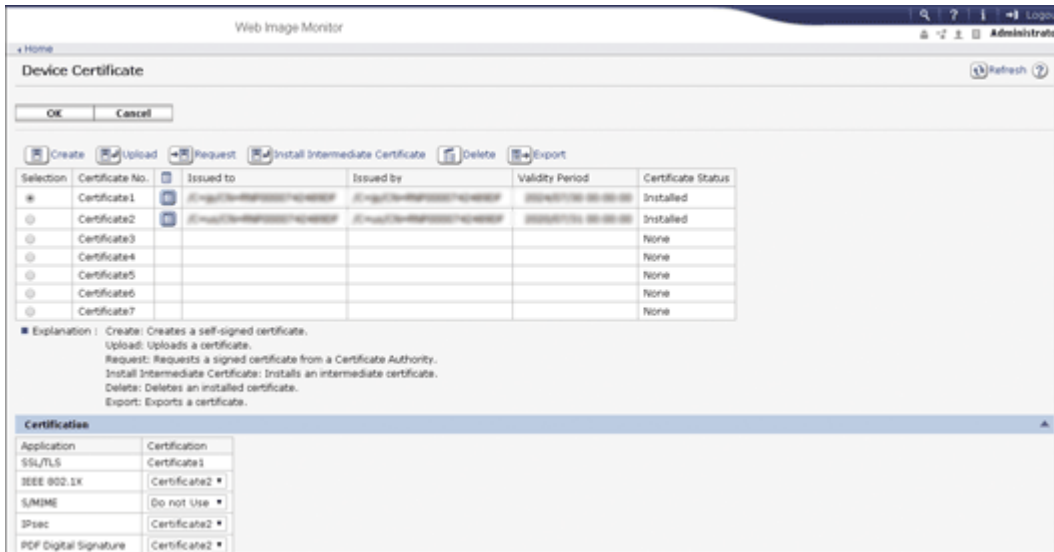 Web Image Monitor
? i Logou
Administrato
Home
Device Certificate
Refresh ?
OK Cancel
Create Upload Request Install Intermediate Certificate Delete Export
Selection Certificate No. Issued to Issued by Validity Period Certificate Status
Certificate1 Installed
Certificate2 Installed
Certificate3 None
Certificate4 None
Certificate5 None
Certificate6 None
Certificate7 None
Explanation : Create: Creates a self-signed certificate.
Upload: Uploads a certificate.
Request: Requests a signed certificate from a Certificate Authority.
Install Intermediate Certificate: Installs an intermediate certificate.
Delete: Deletes an installed certificate.
Export: Exports a certificate.
Certification
Application Certification
SSL/TLS Certificate1
IEEE 802.1X Certificate2
S/MIME Do not Use
IPsec Certificate2
PDF Digital Signature Certificate2